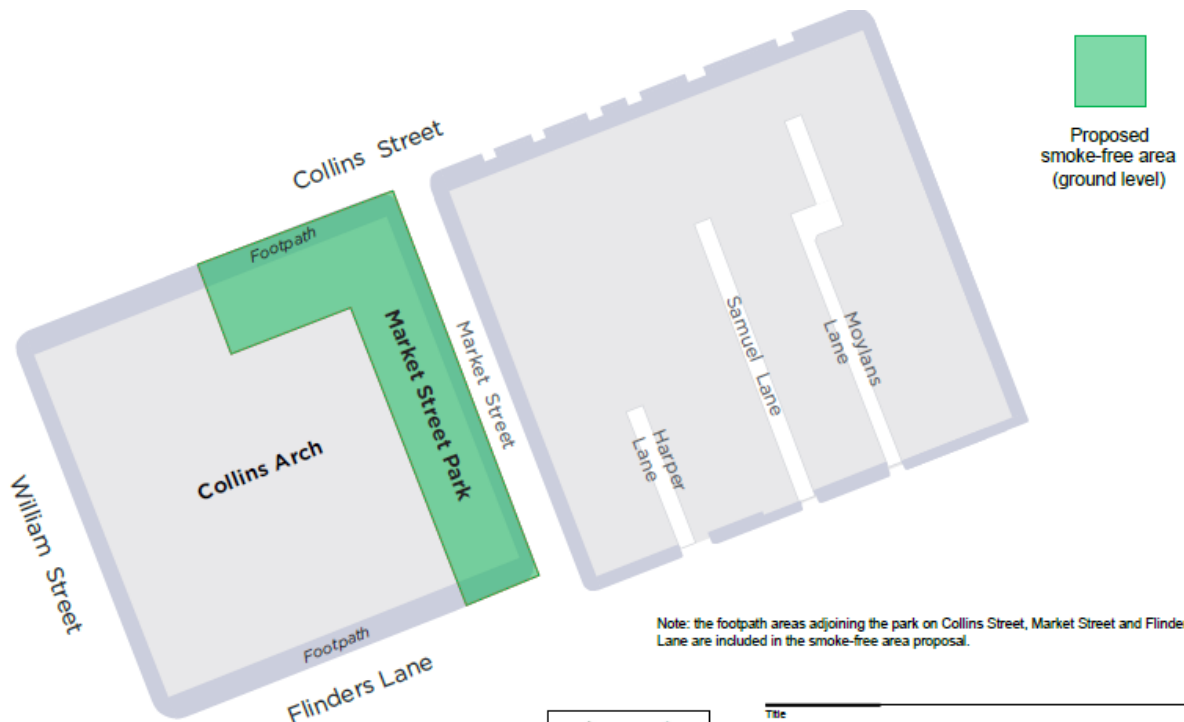 Collins Street
Proposed
smoke-free area
(ground level)
Footpath
Market Street Park
Market Street
Samuel Lane
Moylans
Lane
Harper
Lane
Collins Arch
William Street
Footpath
Flinders Lane
Note: the footpath areas adjoining the park on Collins Street, Market Street and Flinde
Lane are included in the smoke-free area proposal.
Title